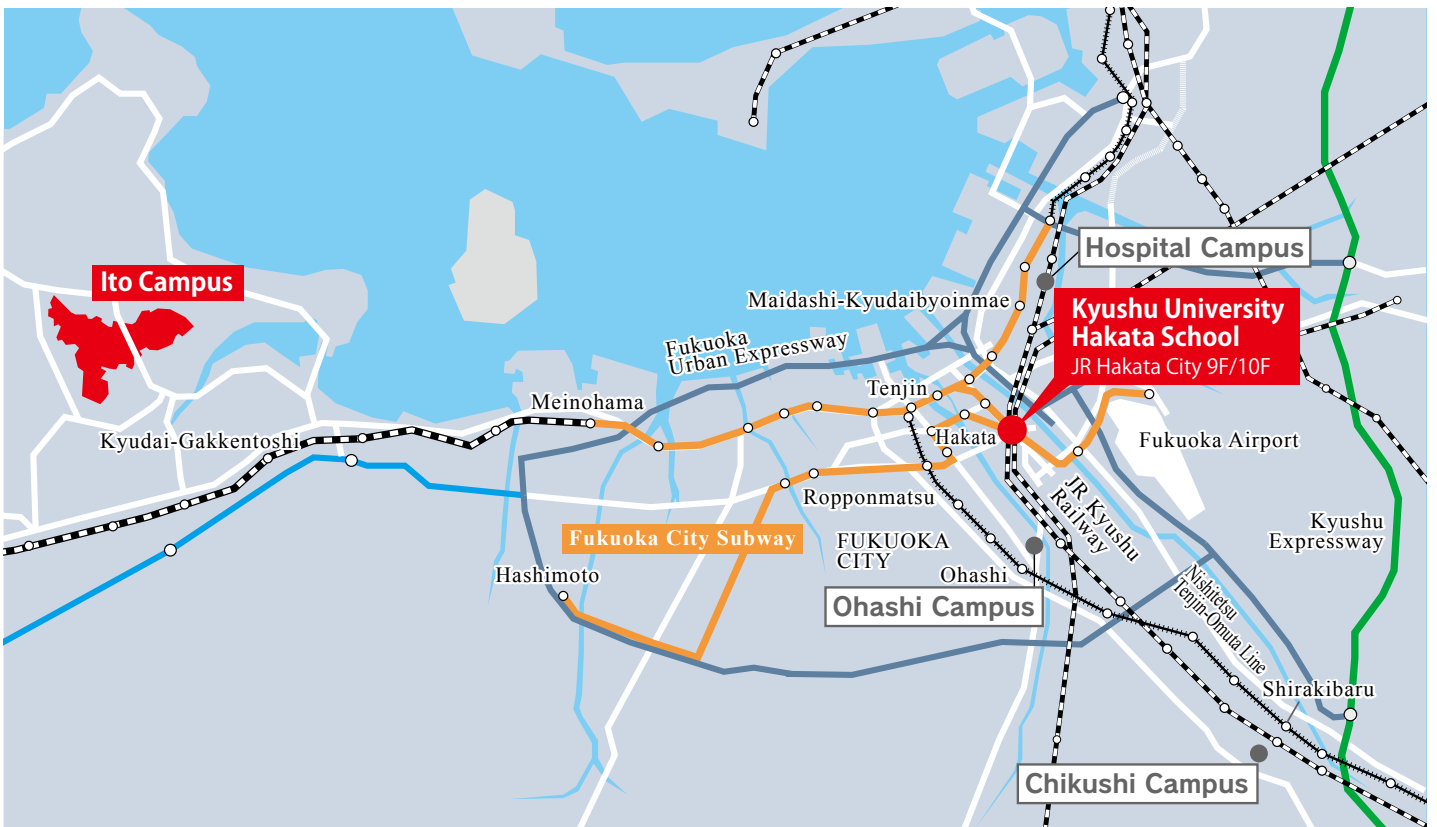 Hospital Campus
Ito Campus
Maidashi-Kyudaibyoinmae
Kyushu University
Hakata School
JR Hakata City 9F/10F
Fukuoka
Urban Expressway
Tenjin
Meinohama
Kyudai-Gakkentoshi
Hakata
Fukuoka Airport
Ropponmatsu
JR Kyushu
Railway
Kyushu
Expressway
Fukuoka City Subway
FUKUOKA
CITY
Hashimoto
Ohashi
Ohashi Campus
Nishitetsu
Tenjin-Omuta Line
Shirakibaru
Chikushi Campus